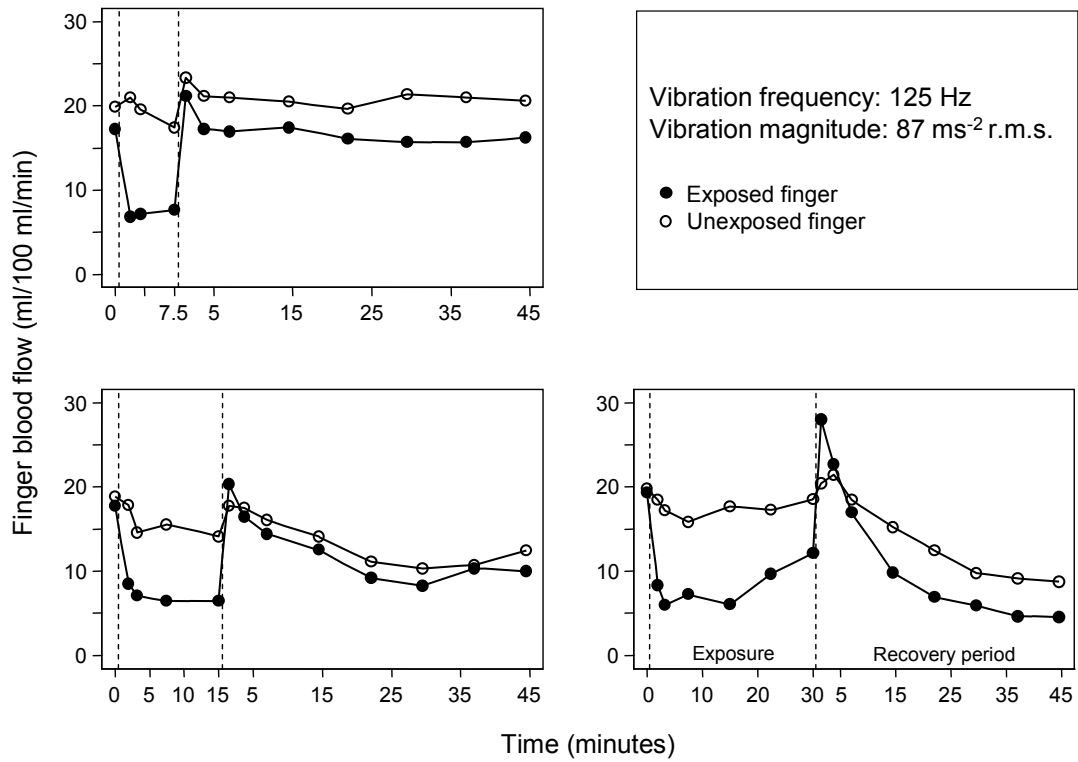 Finger blood flow (ml/100 ml/min)
30
20
10
0
0 7.5 5 15 25 35 45
Vibration frequency: 125 Hz
Vibration magnitude: 87 ms-2 r.m.s.
Exposed finger
Unexposed finger
30
20
10
0
0 5 10 15 5 15 25 35 45
30
20
10
0
Exposure Recovery period
0 10 20 30 5 15 25 35 45
Time (minutes)